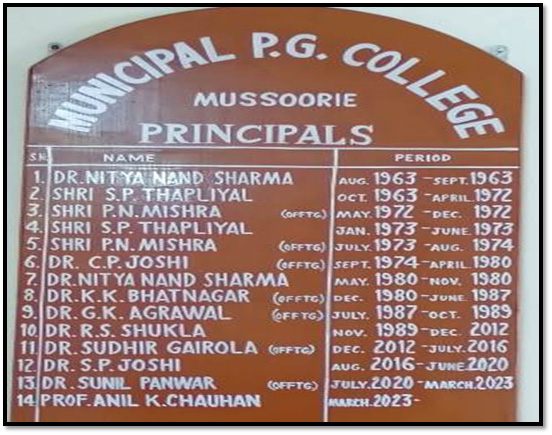 MUNICIPAL P.G. COLLEGE
MUSSOORIE
PRINCIPALS
S.N. NAME PERIOD
1. DR. NITYA NAND SHARMA AUG. 1963 - SEPT. 1963
2. SHRI S.P. THAPLIYAL OCT. 1963 - APRIL. 1972
3. SHRI P.N. MISHRA (OFFTG) MAY. 1972 - DEC. 1972
4. SHRI S.P. THAPLIYAL JAN. 1973 - JUNE. 1973
5. SHRI P.N. MISHRA (OFFTG) JULY. 1973 - AUG. 1974
6. DR. C.P. JOSHI (OFFTG) SEPT. 1974 - APRIL. 1980
7. DR. NITYA NAND SHARMA MAY. 1980 - NOV. 1980
8. DR. K.K. BHATNAGAR (OFFTG) DEC. 1980 - JUNE. 1987
9. DR. G.K. AGRAWAL (OFFTG) JULY. 1987 - OCT. 1989
10. DR. R.S. SHUKLA NOV. 1989 - DEC. 2012
11. DR. SUDHIR GAIROLA (OFFTG) DEC. 2012 - JULY. 2016
12. DR. S.P. JOSHI AUG. 2016 - JUNE. 2020
13. DR. SUNIL PANWAR (OFFTG) JULY. 2020 - MARCH. 2023
14. PROF. ANIL K. CHAUHAN MARCH. 2023 -